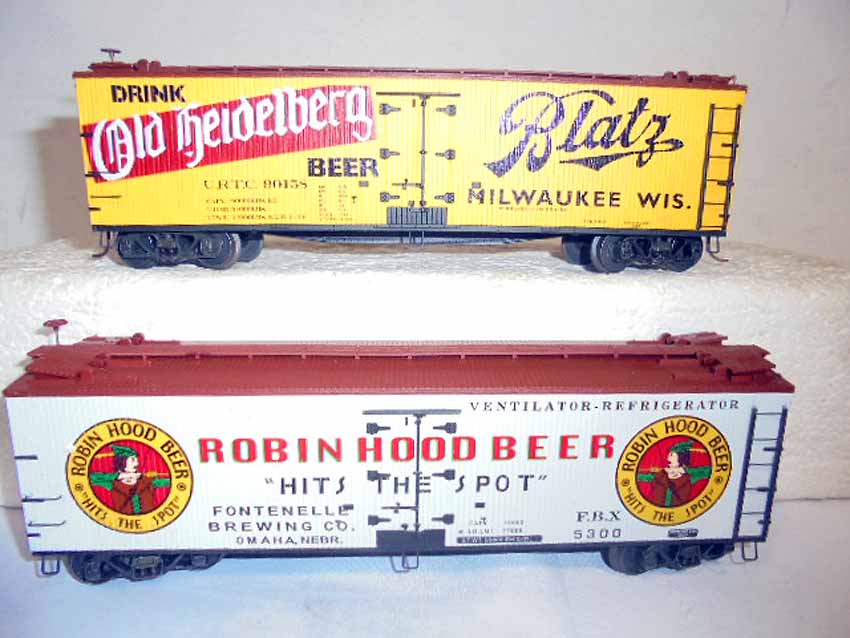 DRINK
Old Heidelberg
BEER
Blatz
MILWAUKEE WIS.
U.R.T.C. 90158
VENTILATOR-REFRIGERATOR
ROBIN HOOD BEER
"HITS THE SPOT"
ROBIN HOOD BEER
"HITS THE SPOT"
FONTENELLE
BREWING CO.
OMAHA, NEBR.
ROBIN HOOD BEER
"HITS THE SPOT"
F.B.X
5300